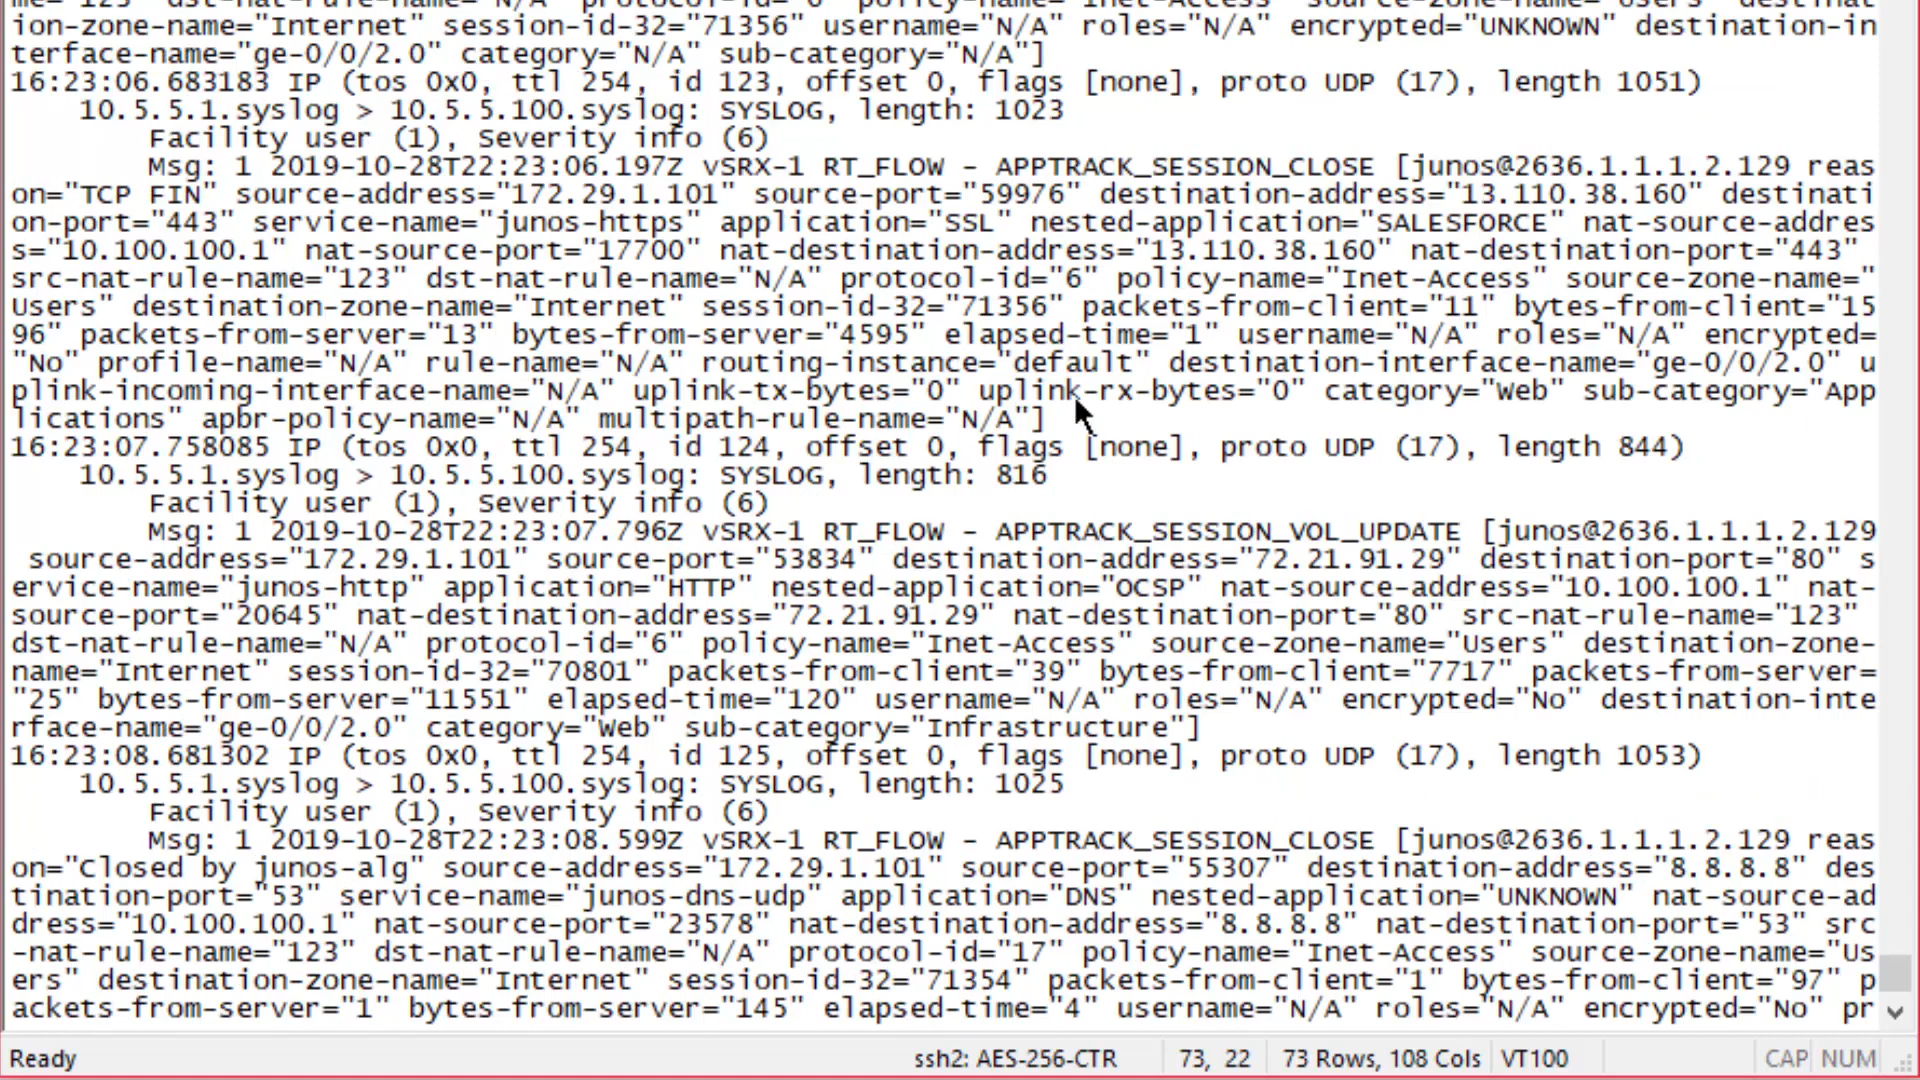 me="123" dst-nat-rule-name="N/A" protocol-id="6" policy-name="Inet-Access" source-zone-name="Users" destinat
ion-zone-name="Internet" session-id-32="71356" username="N/A" roles="N/A" encrypted="UNKNOWN" destination-in
terface-name="ge-0/0/2.0" category="N/A" sub-category="N/A"]
16:23:06.683183 IP (tos 0x0, ttl 254, id 123, offset 0, flags [none], proto UDP (17), length 1051)
    10.5.5.1.syslog > 10.5.5.100.syslog: SYSLOG, length: 1023
        Facility user (1), Severity info (6)
        Msg: 1 2019-10-28T22:23:06.197Z vSRX-1 RT_FLOW - APPTRACK_SESSION_CLOSE [junos@2636.1.1.1.2.129 reas
on="TCP FIN" source-address="172.29.1.101" source-port="59976" destination-address="13.110.38.160" destinati
on-port="443" service-name="junos-https" application="SSL" nested-application="SALESFORCE" nat-source-addres
s="10.100.100.1" nat-source-port="17700" nat-destination-address="13.110.38.160" nat-destination-port="443"
src-nat-rule-name="123" dst-nat-rule-name="N/A" protocol-id="6" policy-name="Inet-Access" source-zone-name="
Users" destination-zone-name="Internet" session-id-32="71356" packets-from-client="11" bytes-from-client="15
96" packets-from-server="13" bytes-from-server="4595" elapsed-time="1" username="N/A" roles="N/A" encrypted=
"No" profile-name="N/A" rule-name="N/A" routing-instance="default" destination-interface-name="ge-0/0/2.0" u
plink-incoming-interface-name="N/A" uplink-tx-bytes="0" uplink-rx-bytes="0" category="Web" sub-category="App
lications" apbr-policy-name="N/A" multipath-rule-name="N/A"]
16:23:07.758085 IP (tos 0x0, ttl 254, id 124, offset 0, flags [none], proto UDP (17), length 844)
    10.5.5.1.syslog > 10.5.5.100.syslog: SYSLOG, length: 816
        Facility user (1), Severity info (6)
        Msg: 1 2019-10-28T22:23:07.796Z vSRX-1 RT_FLOW - APPTRACK_SESSION_VOL_UPDATE [junos@2636.1.1.1.2.129
 source-address="172.29.1.101" source-port="53834" destination-address="72.21.91.29" destination-port="80" s
ervice-name="junos-http" application="HTTP" nested-application="OCSP" nat-source-address="10.100.100.1" nat-
source-port="20645" nat-destination-address="72.21.91.29" nat-destination-port="80" src-nat-rule-name="123"
dst-nat-rule-name="N/A" protocol-id="6" policy-name="Inet-Access" source-zone-name="Users" destination-zone-
name="Internet" session-id-32="70801" packets-from-client="39" bytes-from-client="7717" packets-from-server=
"25" bytes-from-server="11551" elapsed-time="120" username="N/A" roles="N/A" encrypted="No" destination-inte
rface-name="ge-0/0/2.0" category="Web" sub-category="Infrastructure"]
16:23:08.681302 IP (tos 0x0, ttl 254, id 125, offset 0, flags [none], proto UDP (17), length 1053)
    10.5.5.1.syslog > 10.5.5.100.syslog: SYSLOG, length: 1025
        Facility user (1), Severity info (6)
        Msg: 1 2019-10-28T22:23:08.599Z vSRX-1 RT_FLOW - APPTRACK_SESSION_CLOSE [junos@2636.1.1.1.2.129 reas
on="Closed by junos-alg" source-address="172.29.1.101" source-port="55307" destination-address="8.8.8.8" des
tination-port="53" service-name="junos-dns-udp" application="DNS" nested-application="UNKNOWN" nat-source-ad
dress="10.100.100.1" nat-source-port="23578" nat-destination-address="8.8.8.8" nat-destination-port="53" src
-nat-rule-name="123" dst-nat-rule-name="N/A" protocol-id="17" policy-name="Inet-Access" source-zone-name="Us
ers" destination-zone-name="Internet" session-id-32="71354" packets-from-client="1" bytes-from-client="97" p
ackets-from-server="1" bytes-from-server="145" elapsed-time="4" username="N/A" roles="N/A" encrypted="No" pr
Ready ssh2: AES-256-CTR 73, 22 73 Rows, 108 Cols VT100 CAP NUM